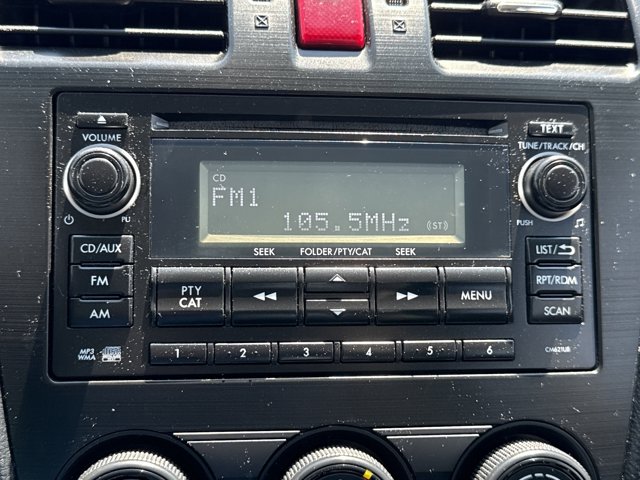 VOLUME
TEXT
TUNE/TRACK/CH
CD
FM1
105.5MHz (ST)
PU
PUSH
SEEK FOLDER/PTY/CAT SEEK
CD/AUX
FM
AM
PTY
CAT
MENU
LIST/
RPT/RDM
SCAN
1 2 3 4 5 6
MP3
WMA
CM621UB